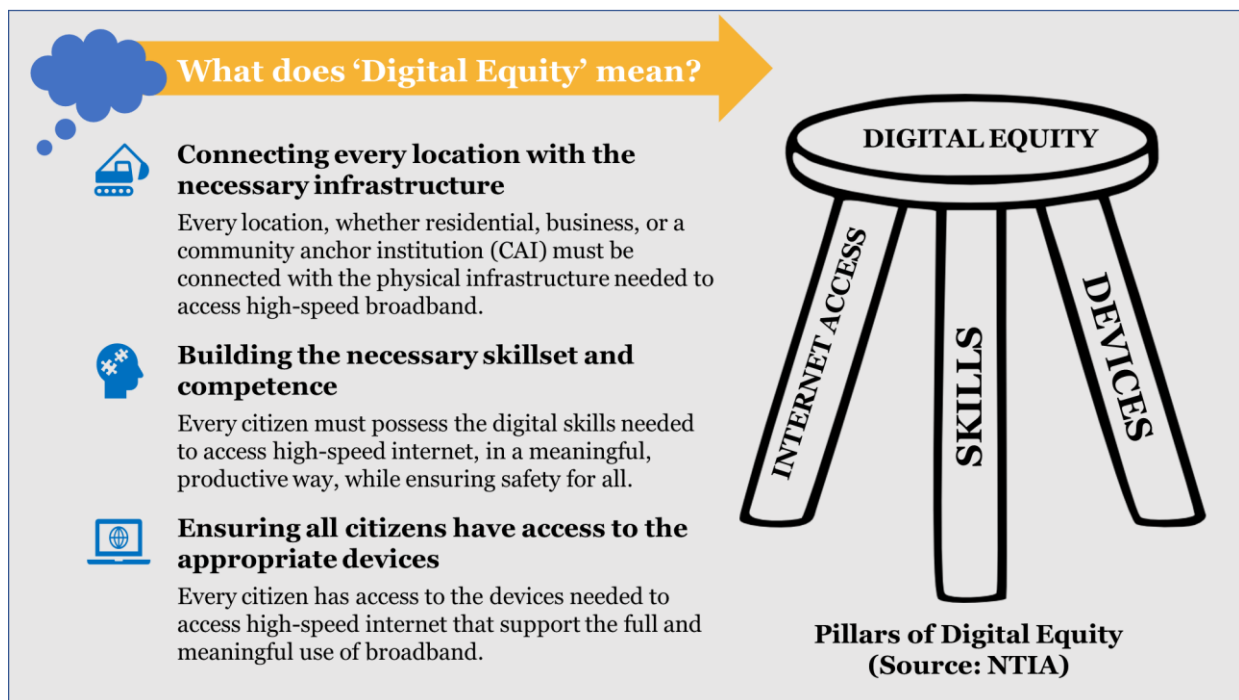 What does ‘Digital Equity’ mean?
Connecting every location with the
necessary infrastructure
Every location, whether residential, business, or a
community anchor institution (CAI) must be
connected with the physical infrastructure needed to
access high-speed broadband.
Building the necessary skillset and
competence
Every citizen must possess the digital skills needed
to access high-speed internet, in a meaningful,
productive way, while ensuring safety for all.
Ensuring all citizens have access to the
appropriate devices
Every citizen has access to the devices needed to
access high-speed internet that support the full and
meaningful use of broadband.
DIGITAL EQUITY
INTERNET ACCESS
SKILLS
DEVICES
Pillars of Digital Equity
(Source: NTIA)